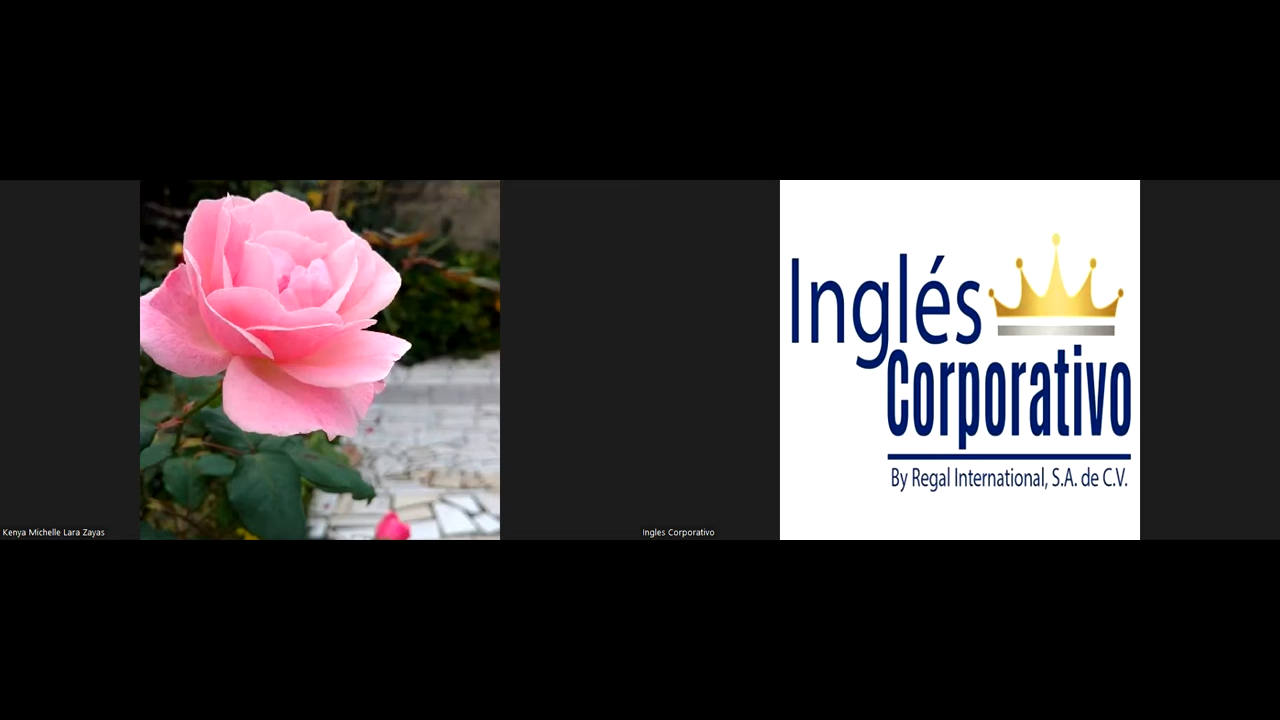 Inglés
Corporativo
By Regal International, S.A. de C.V.
Kenya Michelle Lara Zayas
Ingles Corporativo